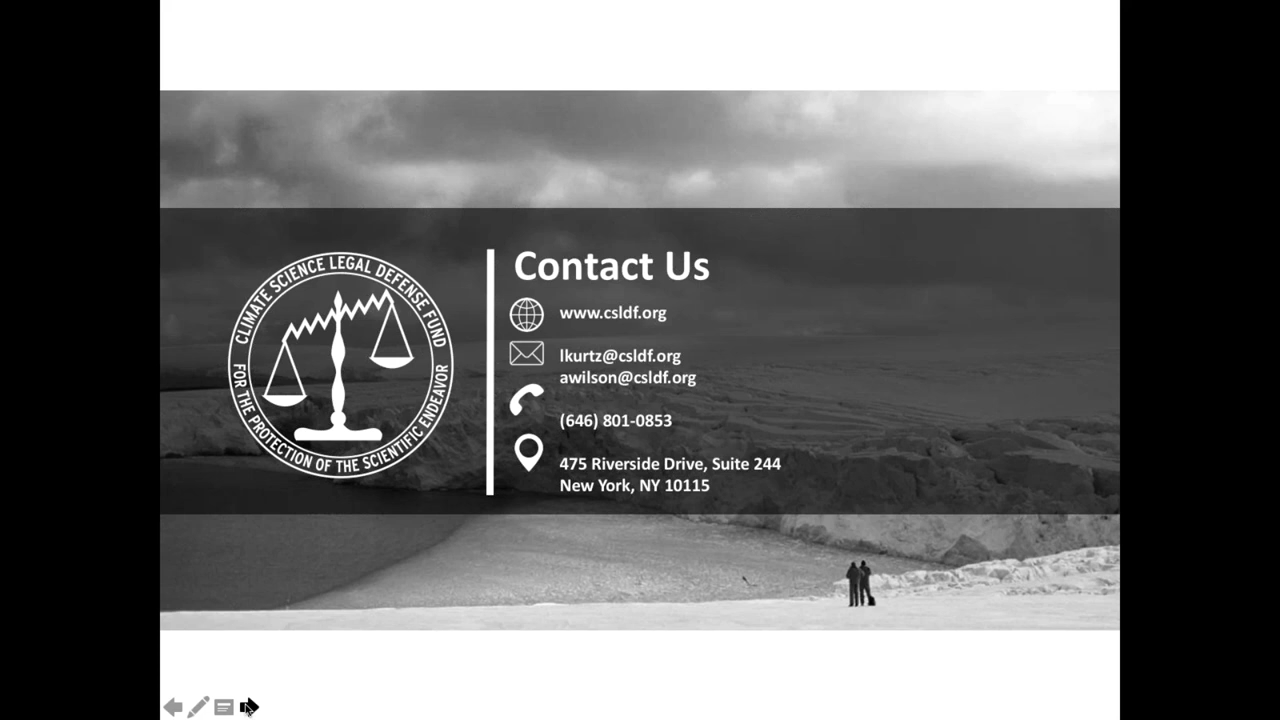 CLIMATE SCIENCE LEGAL DEFENSE FUND
FOR THE PROTECTION OF THE SCIENTIFIC ENDEAVOR
Contact Us
www.csldf.org
lkurtz@csldf.org
awilson@csldf.org
(646) 801-0853
475 Riverside Drive, Suite 244
New York, NY 10115